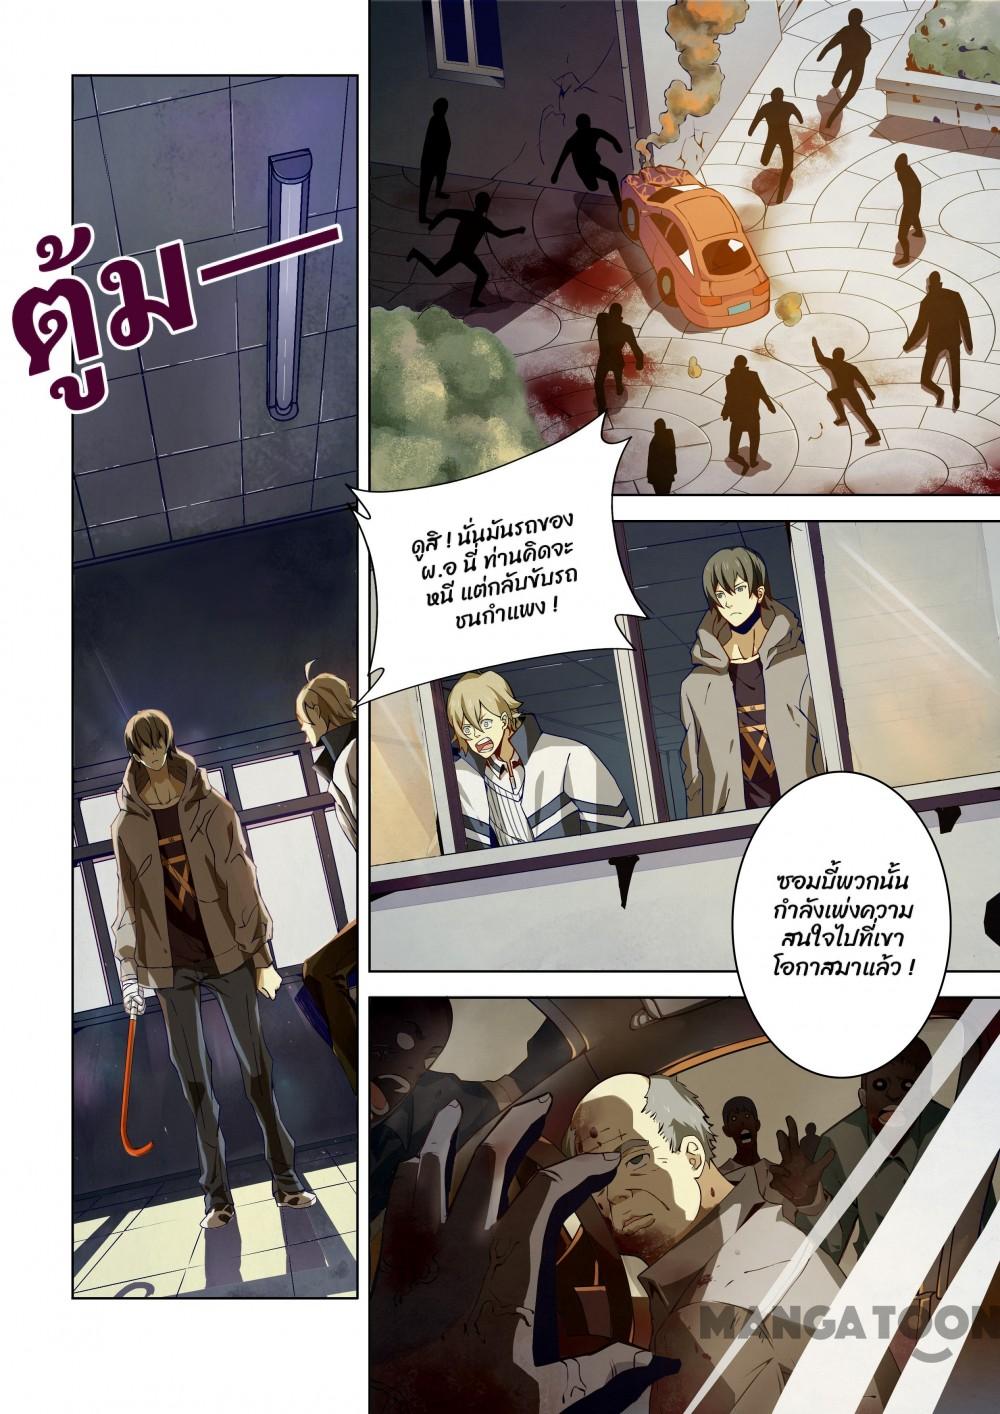 ตู้ม—
ดูสิ ! นั่นมันรถของ
ผ.อ นี่ ท่านคิดจะ
หนี แต่กลับขับรถ
ชนกำแพง !
ซอมบี้พวกนั้น
กำลังเพ่งความ
สนใจไปที่เขา
โอกาสมาแล้ว !
MANGATOON